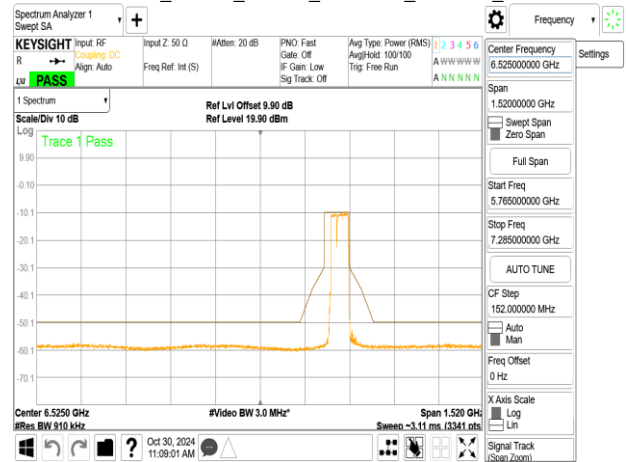 Spectrum Analyzer 1
Swept SA
Frequency
KEYSIGHT
R
LXI
PASS
Input: RF
Coupling: DC
Align: Auto
Input Z: 50 Ω
Freq Ref: Int (S)
#Atten: 20 dB
PNO: Fast
Gate: Off
IF Gain: Low
Sig Track: Off
Avg Type: Power (RMS)
Avg|Hold: 100/100
Trig: Free Run
1 2 3 4 5 6
A W W W W W
A N N N N N
1 Spectrum
Scale/Div 10 dB
Ref Lvl Offset 9.90 dB
Ref Level 19.90 dBm
Log
Trace 1 Pass
9.90
-0.10
-10.1
-20.1
-30.1
-40.1
-50.1
-60.1
-70.1
Center 6.5250 GHz
#Video BW 3.0 MHz*
Span 1.520 GHz
#Res BW 910 kHz
Sweep ~3.11 ms (3341 pts
Oct 30, 2024
11:09:01 AM
Center Frequency
6.525000000 GHz
Settings
Span
1.52000000 GHz
Swept Span
Zero Span
Full Span
Start Freq
5.765000000 GHz
Stop Freq
7.285000000 GHz
AUTO TUNE
CF Step
152.000000 MHz
Auto
Man
Freq Offset
0 Hz
X Axis Scale
Log
Lin
Signal Track
(Span Zoom)